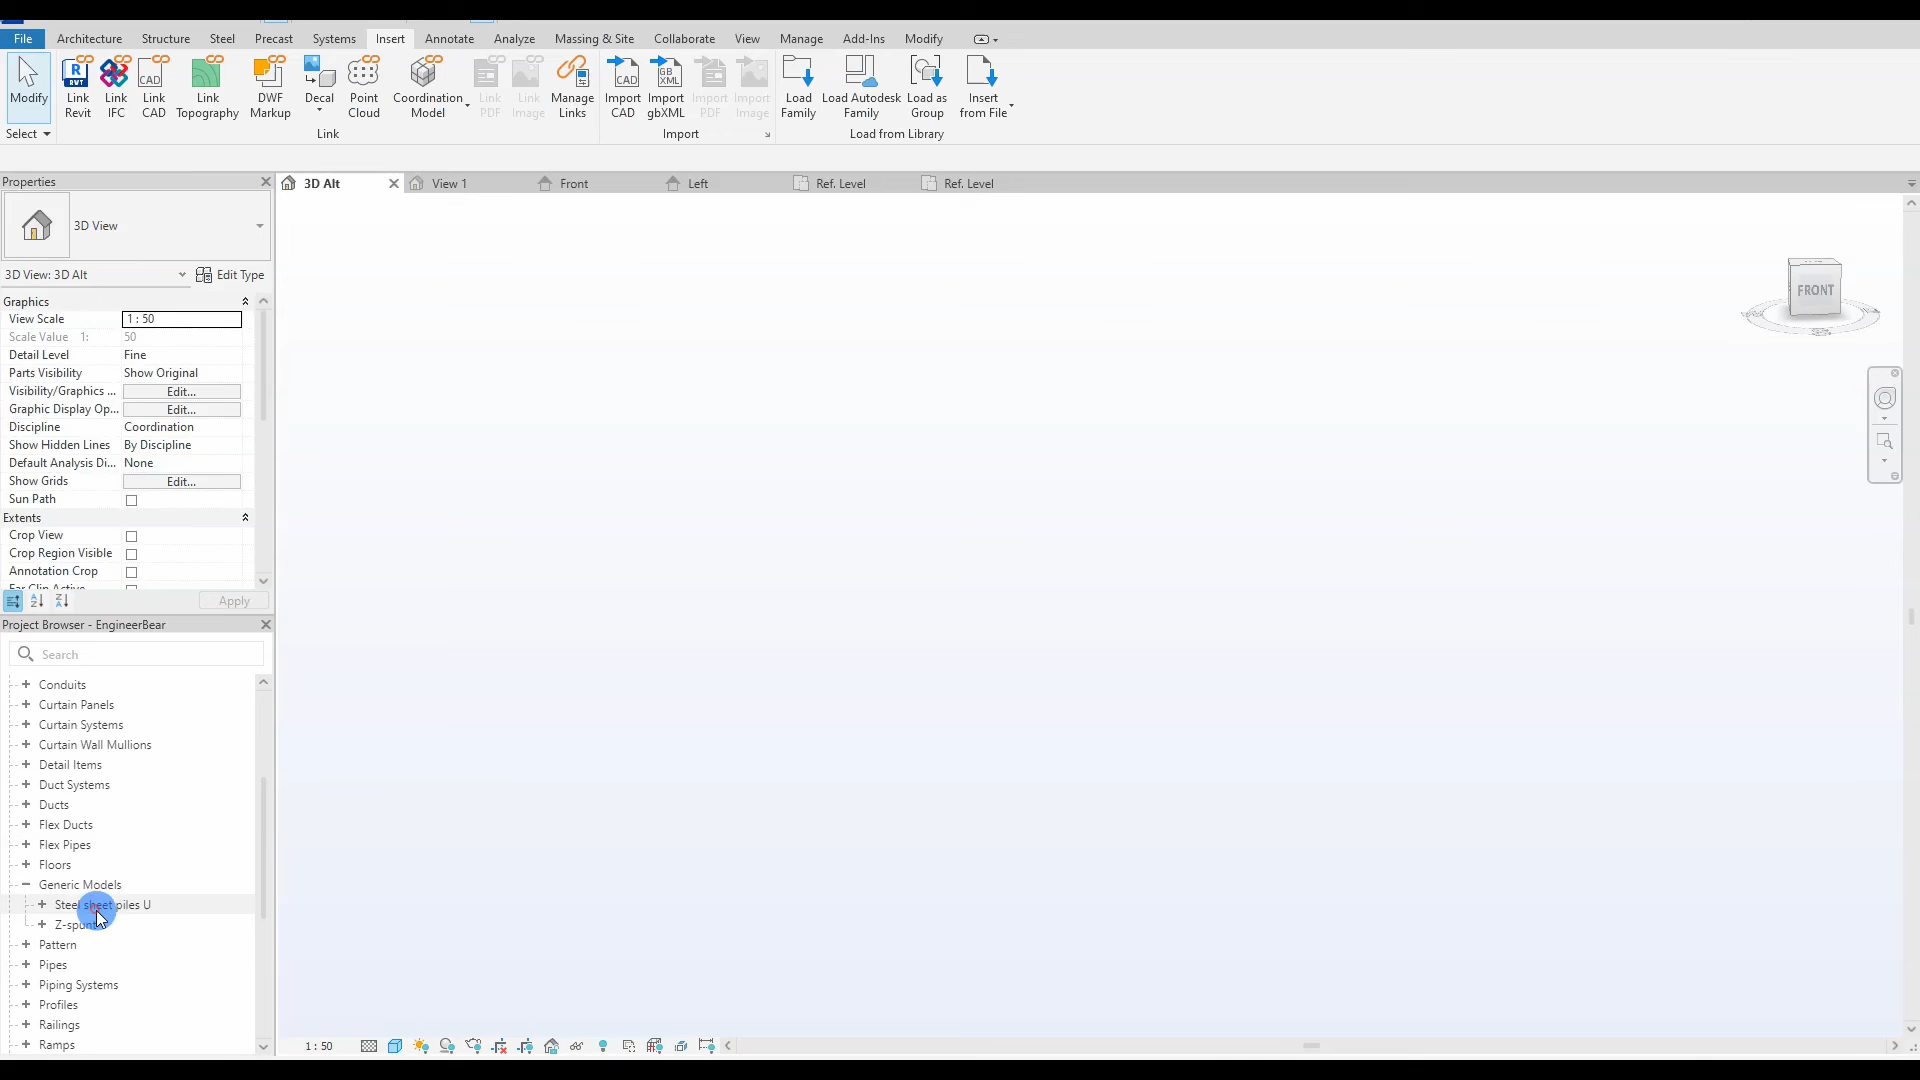 File Architecture Structure Steel Precast Systems Insert Annotate Analyze Massing & Site Collaborate View Manage Add-Ins Modify
Modify
Link Revit
Link IFC
Link CAD
Link Topography
DWF Markup
Decal
Point Cloud
Coordination Model
Link PDF
Link Image
Manage Links
Import CAD
Import gbXML
Import PDF
Import Image
Load Family
Load Autodesk Family
Load as Group
Insert from File
Select Link Import Load from Library
Properties
3D Alt View 1 Front Left Ref. Level Ref. Level
3D View
3D View: 3D Alt Edit Type
Graphics
View Scale 1 : 50
Scale Value 1: 50
Detail Level Fine
Parts Visibility Show Original
Visibility/Graphics ... Edit...
Graphic Display Op... Edit...
Discipline Coordination
Show Hidden Lines By Discipline
Default Analysis Di... None
Show Grids Edit...
Sun Path
Extents
Crop View
Crop Region Visible
Annotation Crop
Far Clip Active
Apply
FRONT
Project Browser - EngineerBear
Search
Conduits
Curtain Panels
Curtain Systems
Curtain Wall Mullions
Detail Items
Duct Systems
Ducts
Flex Ducts
Flex Pipes
Floors
Generic Models
Steel sheet piles U
Pattern
Pipes
Piping Systems
Profiles
Railings
Ramps
1 : 50